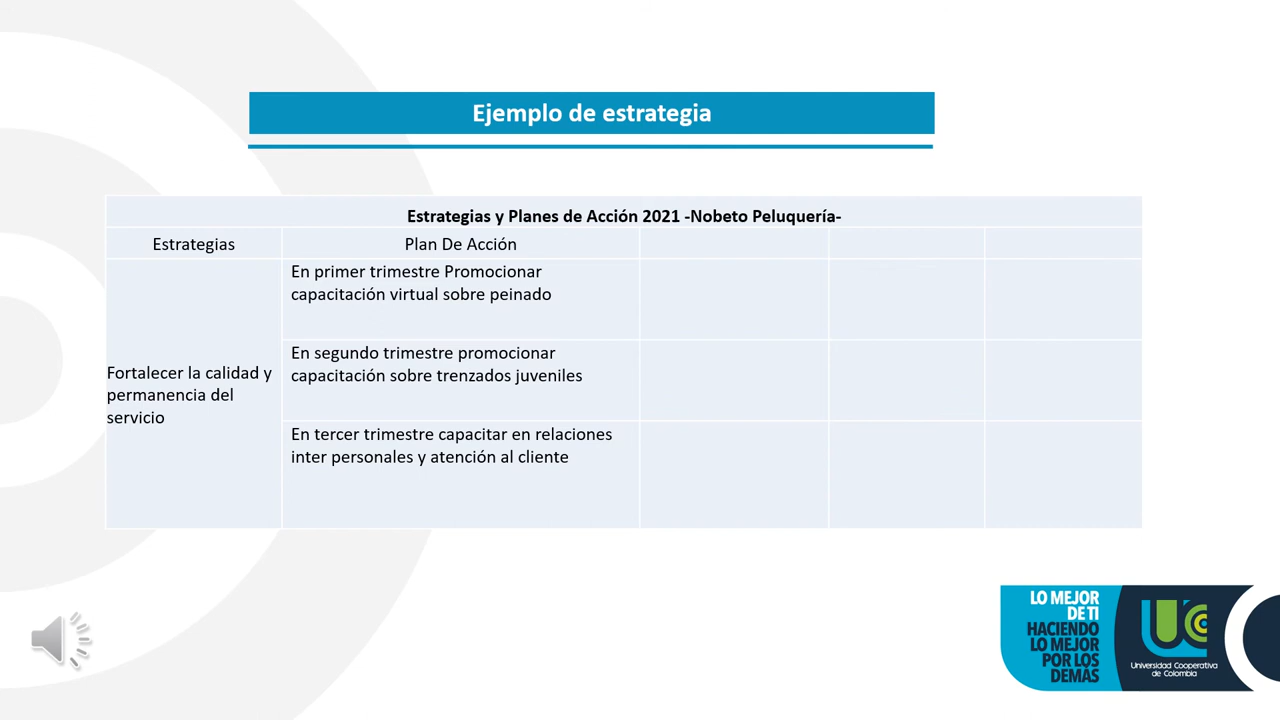 Ejemplo de estrategia
Estrategias y Planes de Acción 2021 -Nobeto Peluquería-
Estrategias
Plan De Acción
Fortalecer la calidad y
permanencia del
servicio
En primer trimestre Promocionar
capacitación virtual sobre peinado
En segundo trimestre promocionar
capacitación sobre trenzados juveniles
En tercer trimestre capacitar en relaciones
inter personales y atención al cliente
LO MEJOR
DE TI
HACIENDO
LO MEJOR
POR LOS
DEMÁS
UCC
Universidad Cooperativa
de Colombia